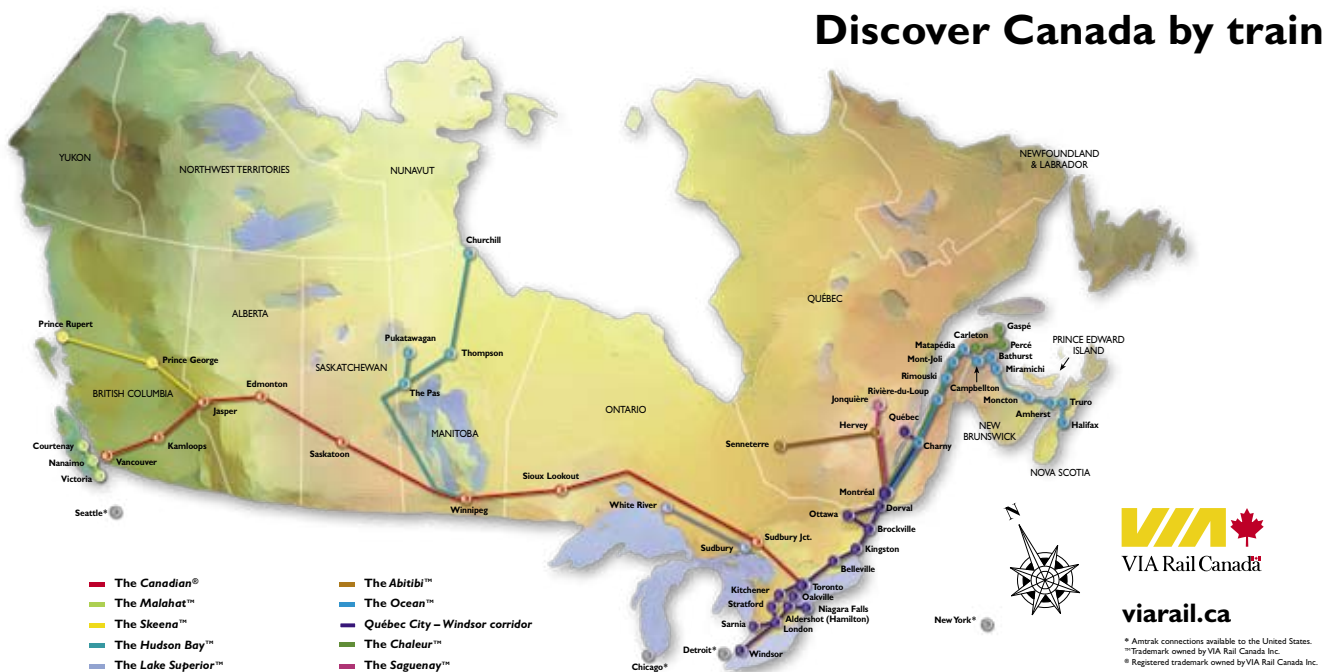 Discover Canada by train
YUKON
NORTHWEST TERRITORIES
NUNAVUT
NEWFOUNDLAND
& LABRADOR
Churchill
ALBERTA
QUÉBEC
Prince Rupert
Prince George
Pukatawagan
Thompson
SASKATCHEWAN
The Pas
Gaspé
Carleton
Percé
Matapédia
Bathurst
PRINCE EDWARD
ISLAND
Mont-Joli
Miramichi
Rimouski
Campbellton
BRITISH COLUMBIA
Edmonton
Jasper
ONTARIO
Rivière-du-Loup
Jonquière
Moncton
Truro
Amherst
Québec
Halifax
Kamloops
MANITOBA
Hervey
Senneterre
Charny
NEW
BRUNSWICK
Courtenay
Nanaimo
Vancouver
Victoria
Saskatoon
NOVA SCOTIA
Sioux Lookout
Winnipeg
White River
Montréal
Dorval
Seattle*
Ottawa
Brockville
Sudbury Jct.
Sudbury
Kingston
Belleville
Toronto
Kitchener
Oakville
Stratford
Niagara Falls
Aldershot (Hamilton)
Sarnia
London
Windsor
Detroit*
Chicago*
New York*
N
The Canadian®
The Malahat™
The Skeena™
The Hudson Bay™
The Lake Superior™
The Abitibi™
The Ocean™
Québec City – Windsor corridor
The Chaleur™
The Saguenay™
VIA
VIA Rail Canada
viarail.ca
* Amtrak connections available to the United States.
™Trademark owned by VIA Rail Canada Inc.
® Registered trademark owned by VIA Rail Canada Inc.